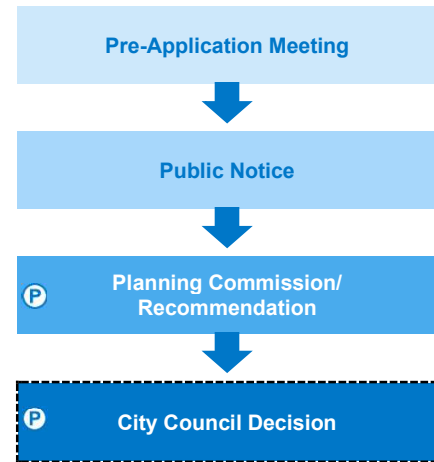 Pre-Application Meeting
Public Notice
P
Planning Commission/
Recommendation
P
City Council Decision